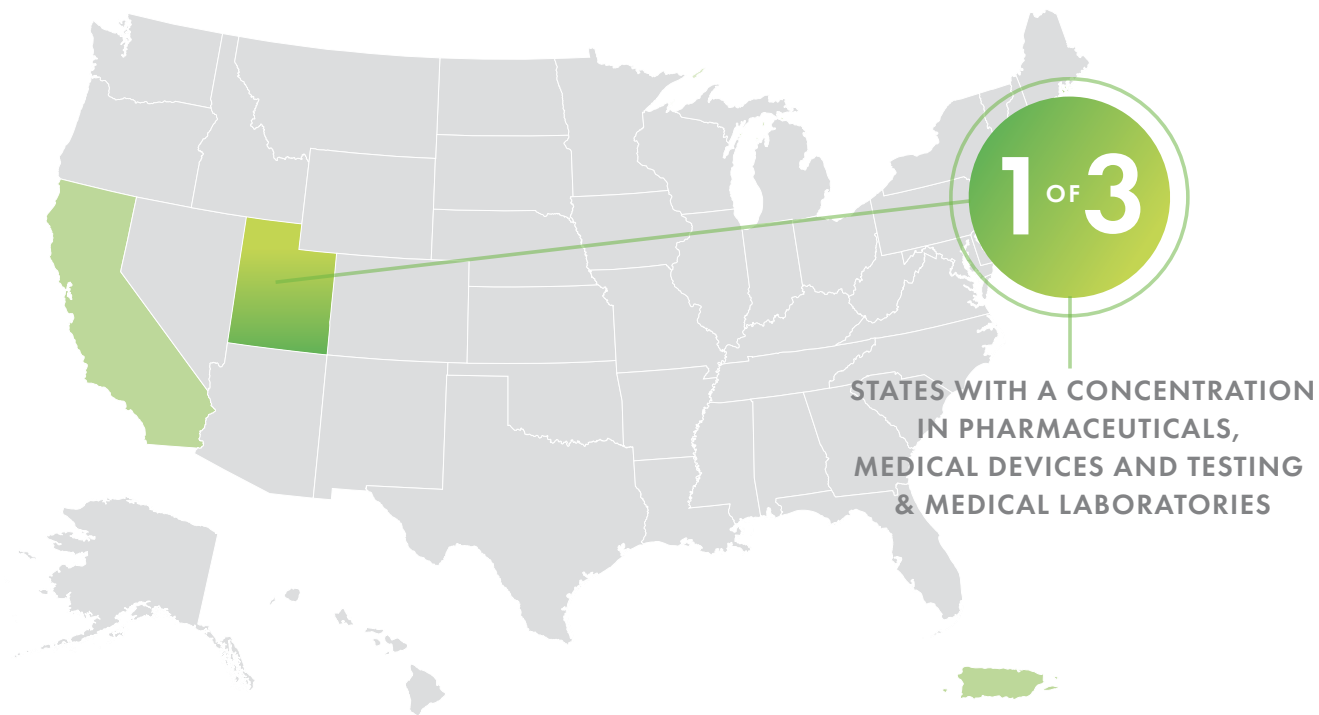 1 OF 3
STATES WITH A CONCENTRATION
IN PHARMACEUTICALS,
MEDICAL DEVICES AND TESTING
& MEDICAL LABORATORIES